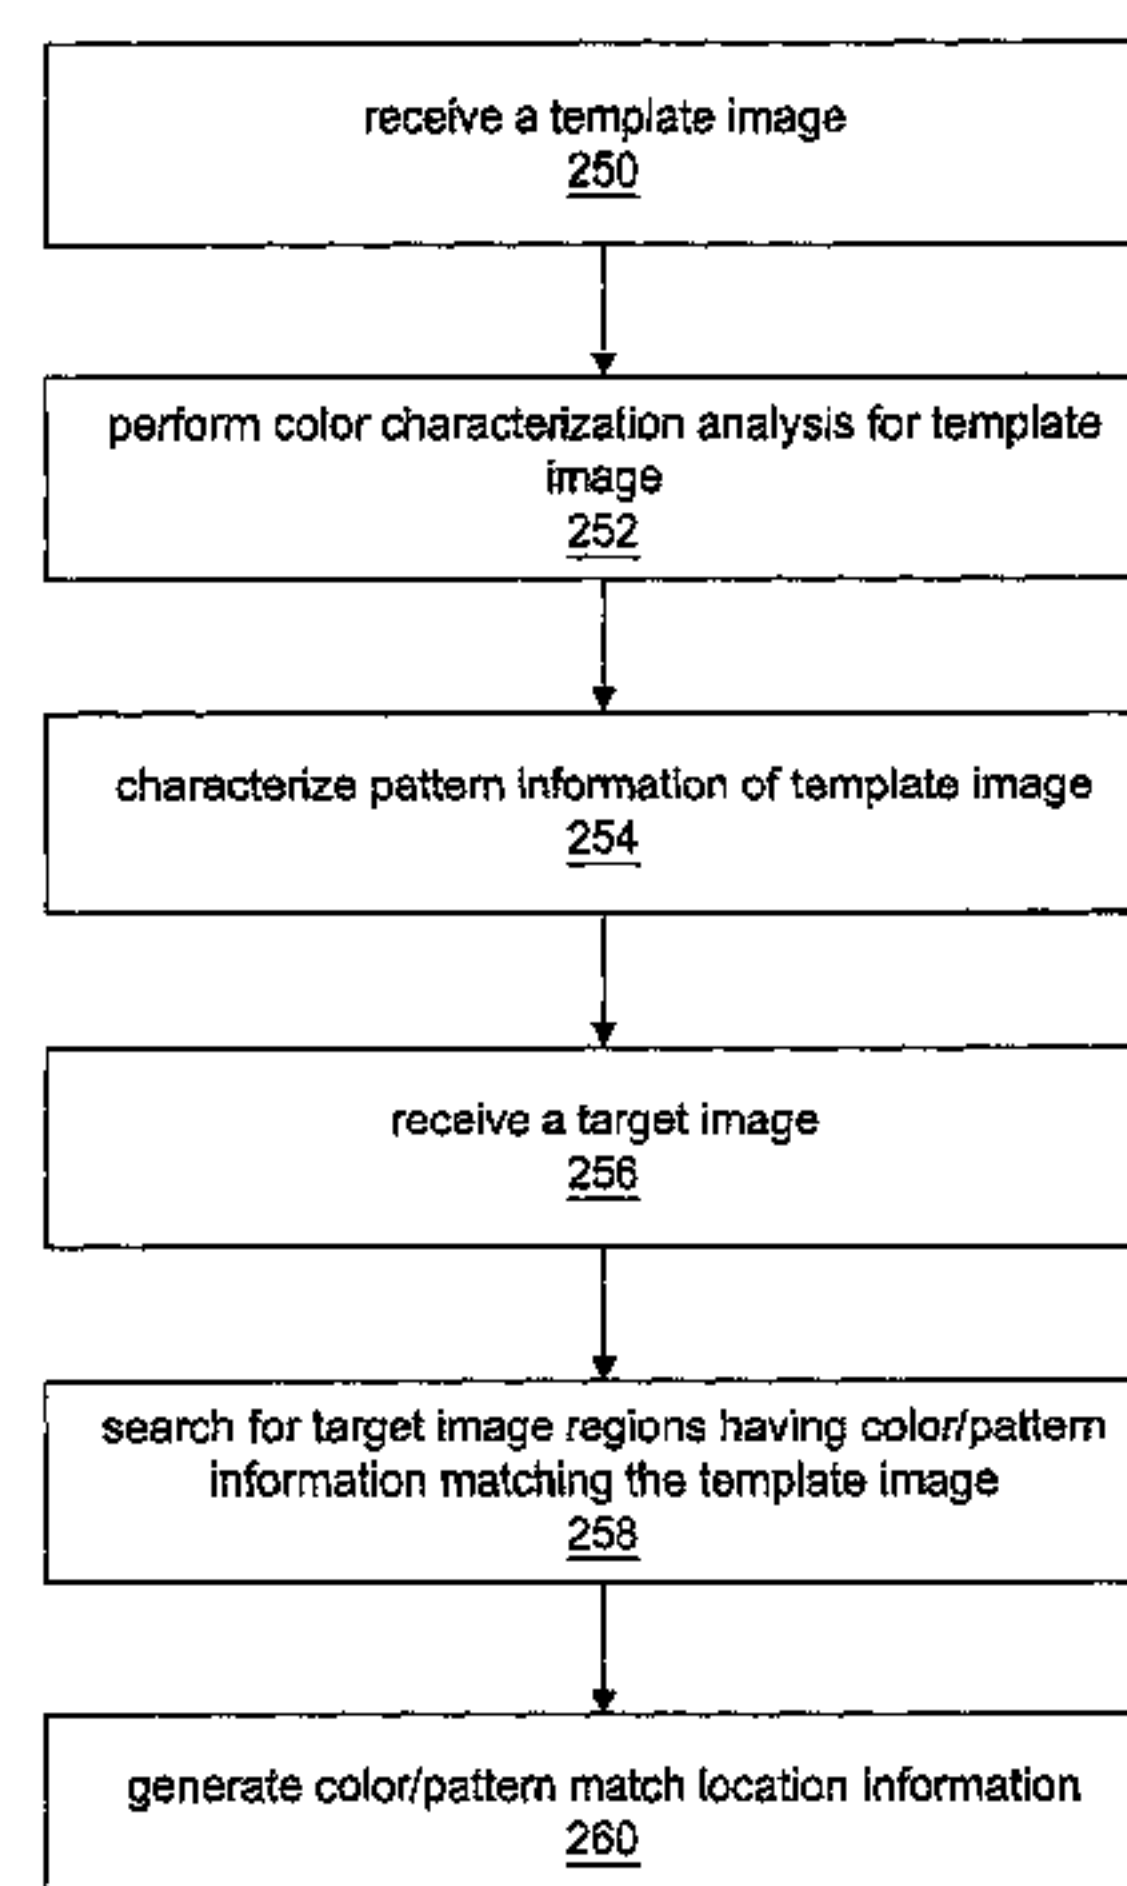 receive a template image
250
perform color characterization analysis for template
image
252
characterize pattern information of template image
254
receive a target image
256
search for target image regions having color/pattern
information matching the template image
258
generate color/pattern match location information
260